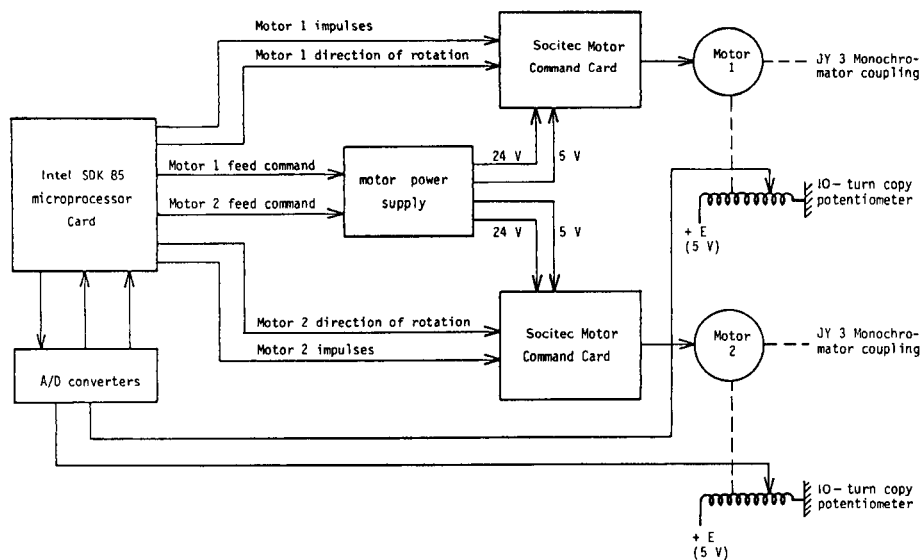 Motor 1 impulses
Motor 1 direction of rotation
Socitec Motor
Command Card
Motor
1
JY 3 Monochro-
mator coupling
Intel SDK 85
microprocessor
Card
Motor 1 feed command
Motor 2 feed command
motor power
supply
24 V
5 V
24 V
5 V
+ E
(5 V)
10- turn copy
potentiometer
Motor 2 direction of rotation
Motor 2 impulses
Socitec Motor
Command Card
Motor
2
JY 3 Monochro-
mator coupling
A/D converters
+ E
(5 V)
10- turn copy
potentiometer